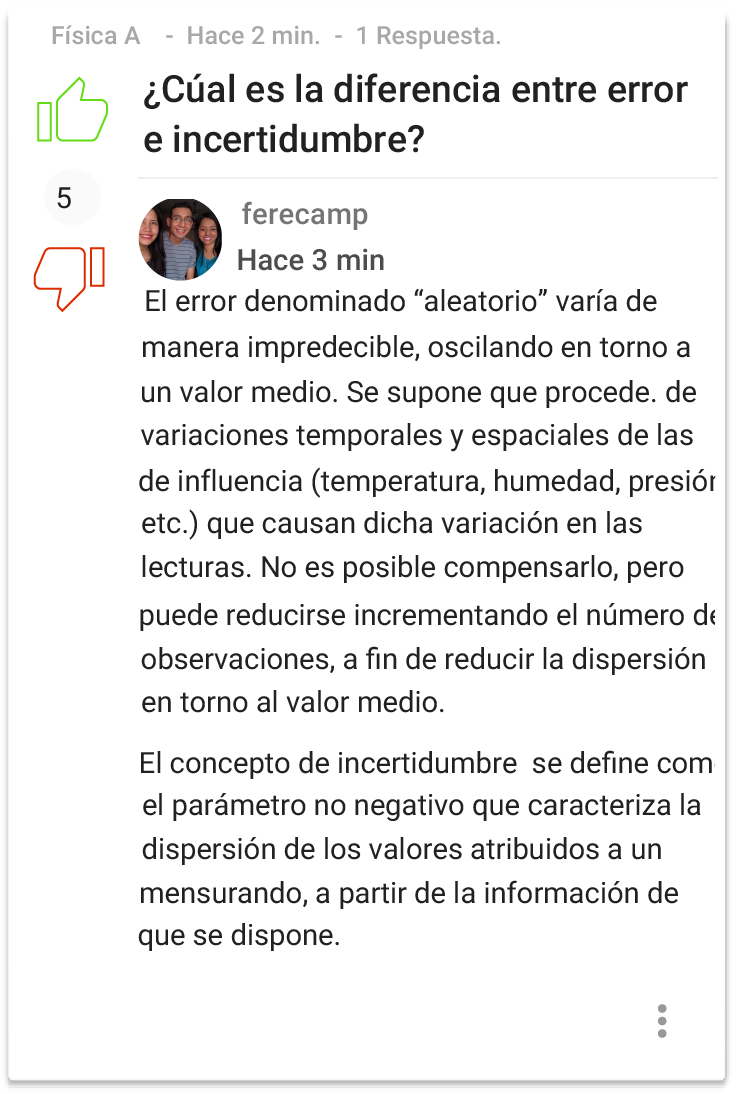 Física A - Hace 2 min. - 1 Respuesta.
¿Cúal es la diferencia entre error
e incertidumbre?
5
ferecamp
Hace 3 min
El error denominado “aleatorio” varía de
manera impredecible, oscilando en torno a
un valor medio. Se supone que procede. de
variaciones temporales y espaciales de las
de influencia (temperatura, humedad, presión
etc.) que causan dicha variación en las
lecturas. No es posible compensarlo, pero
puede reducirse incrementando el número de
observaciones, a fin de reducir la dispersión
en torno al valor medio.
El concepto de incertidumbre se define com
el parámetro no negativo que caracteriza la
dispersión de los valores atribuidos a un
mensurando, a partir de la información de
que se dispone.